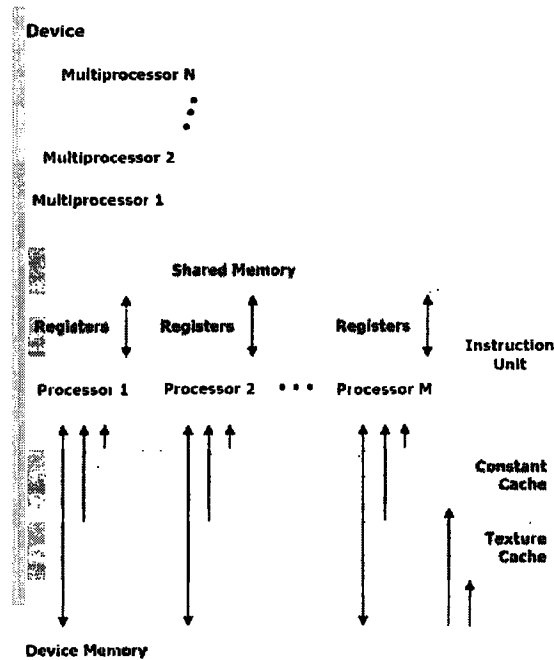 Device
Multiprocessor N
Multiprocessor 2
Multiprocessor 1
Shared Memory
Registers Registers Registers
Instruction
Unit
Processor 1 Processor 2 ••• Processor M
Constant
Cache
Texture
Cache
Device Memory